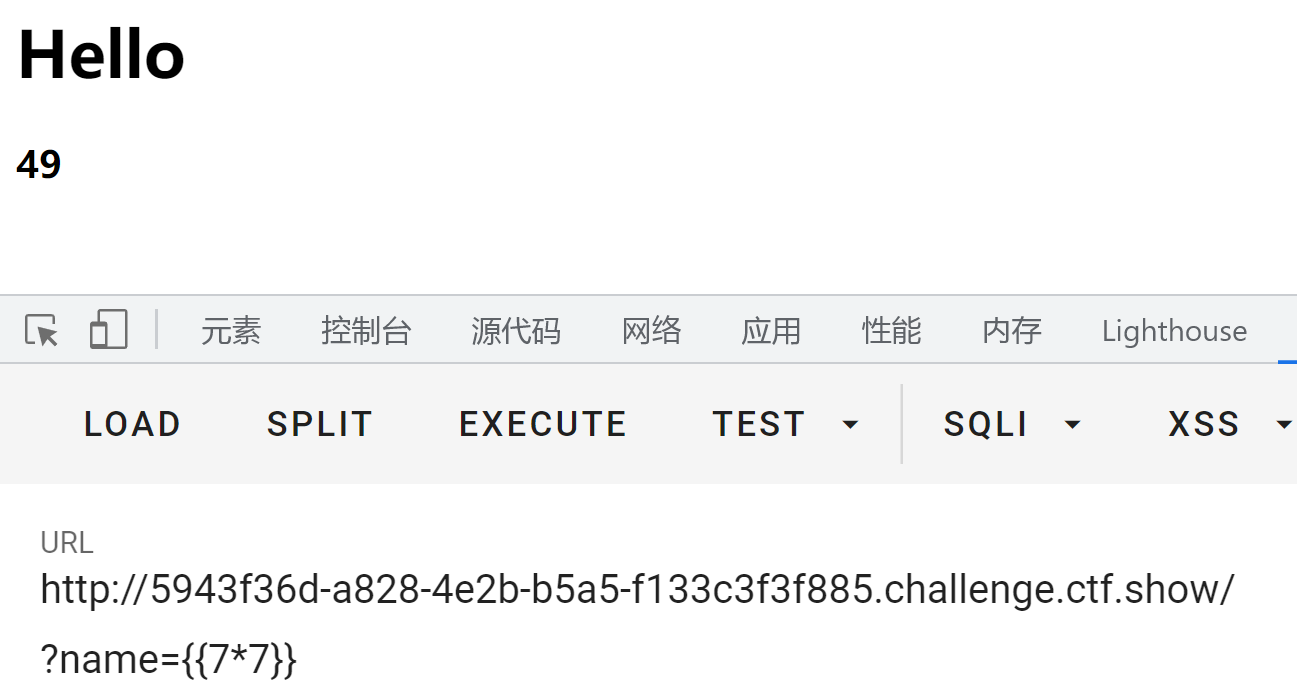 Hello
49
元素 控制台 源代码 网络 应用 性能 内存 Lighthouse
LOAD SPLIT EXECUTE TEST SQLI XSS
URL
http://5943f36d-a828-4e2b-b5a5-f133c3f3f885.challenge.ctf.show/
?name={{7*7}}